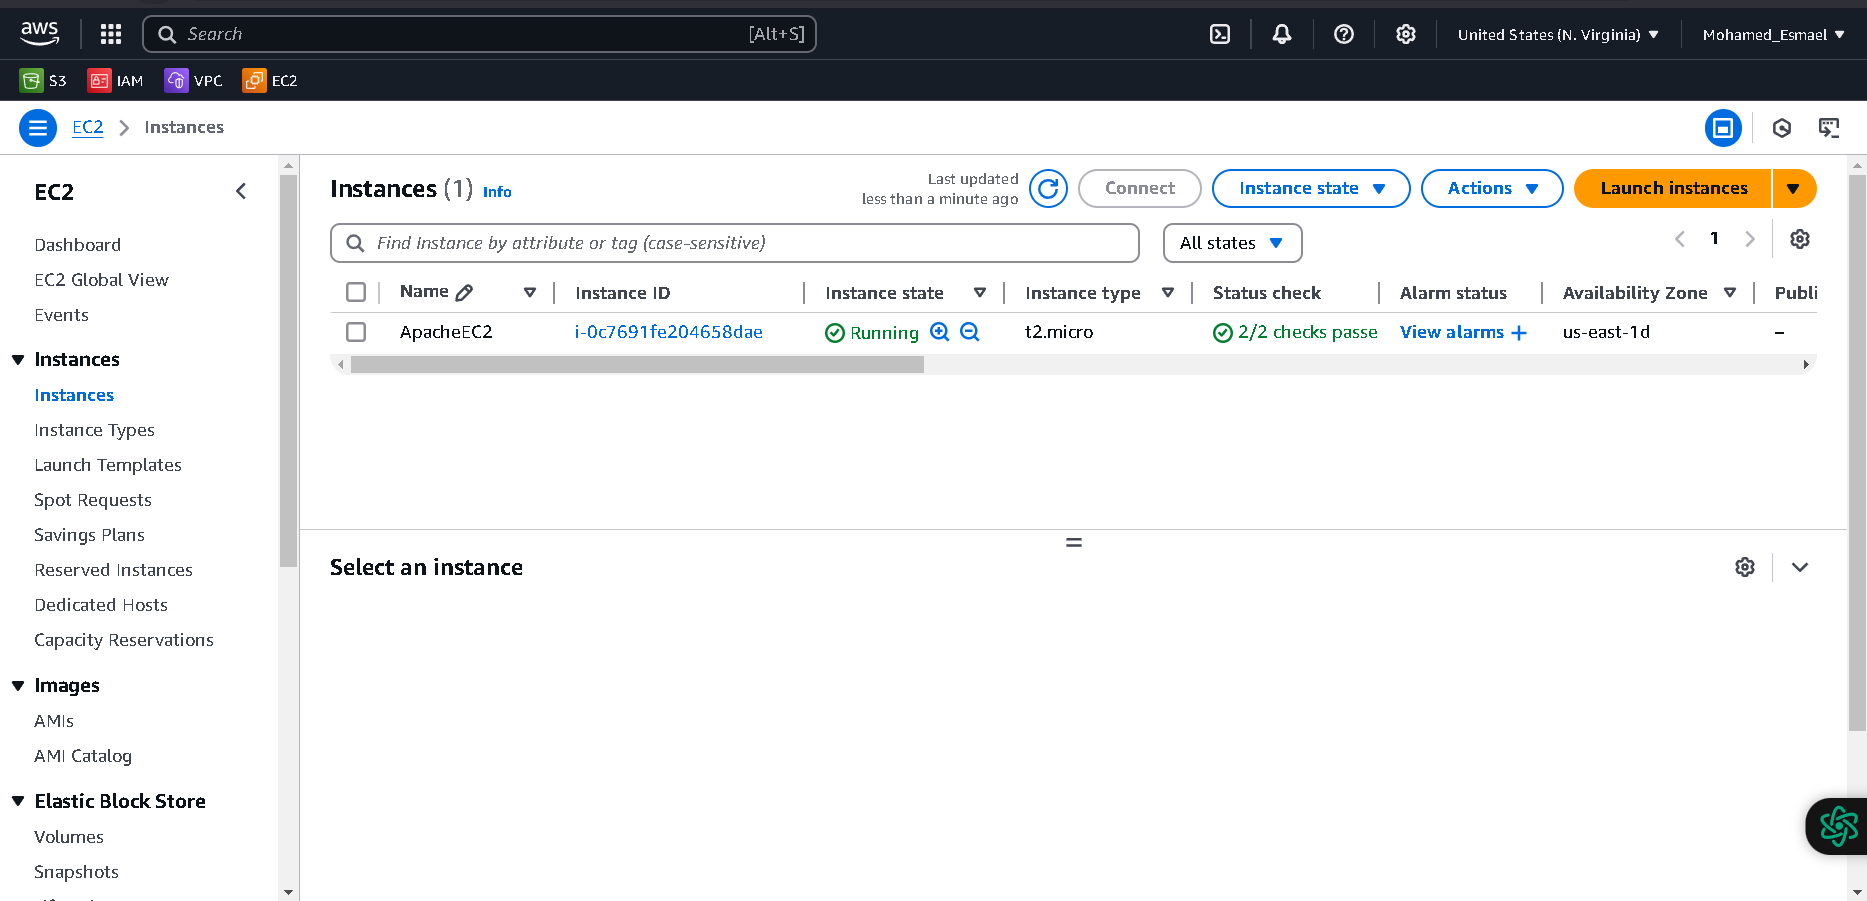 aws
Search [Alt+S]
United States (N. Virginia)
Mohamed_Esmael
S3 IAM VPC EC2
EC2 Instances
EC2
Dashboard
EC2 Global View
Events
Instances
Instances
Instance Types
Launch Templates
Spot Requests
Savings Plans
Reserved Instances
Dedicated Hosts
Capacity Reservations
Images
AMIs
AMI Catalog
Elastic Block Store
Volumes
Snapshots
Instances (1) Info
Last updated
less than a minute ago
Connect
Instance state
Actions
Launch instances
Find Instance by attribute or tag (case-sensitive)
All states
1
Name Instance ID Instance state Instance type Status check Alarm status Availability Zone Publi
ApacheEC2 i-0c7691fe204658dae Running t2.micro 2/2 checks passe View alarms + us-east-1d –
Select an instance